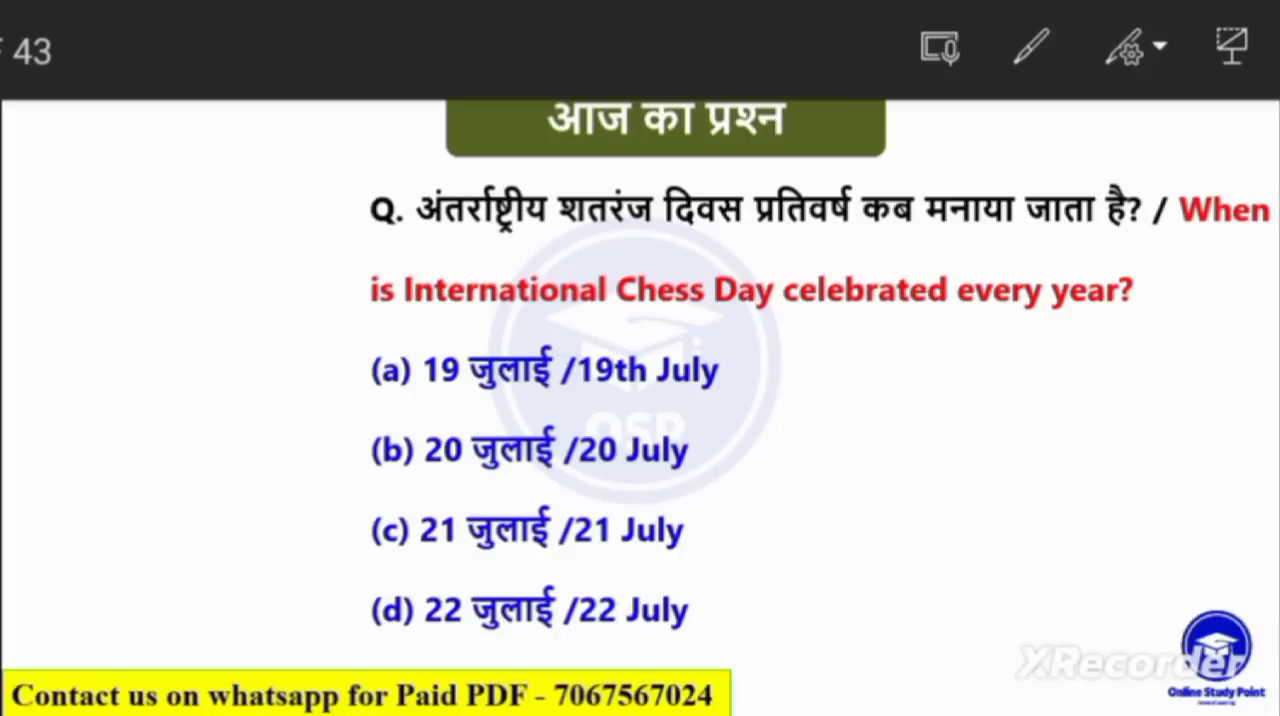 43
आज का प्रश्न
Q. अंतर्राष्ट्रीय शतरंज दिवस प्रतिवर्ष कब मनाया जाता है? / When
is International Chess Day celebrated every year?
(a) 19 जुलाई /19th July
(b) 20 जुलाई /20 July
OSP
(c) 21 जुलाई /21 July
(d) 22 जुलाई /22 July
XRecorder
Online Study Point
Contact us on whatsapp for Paid PDF - 7067567024